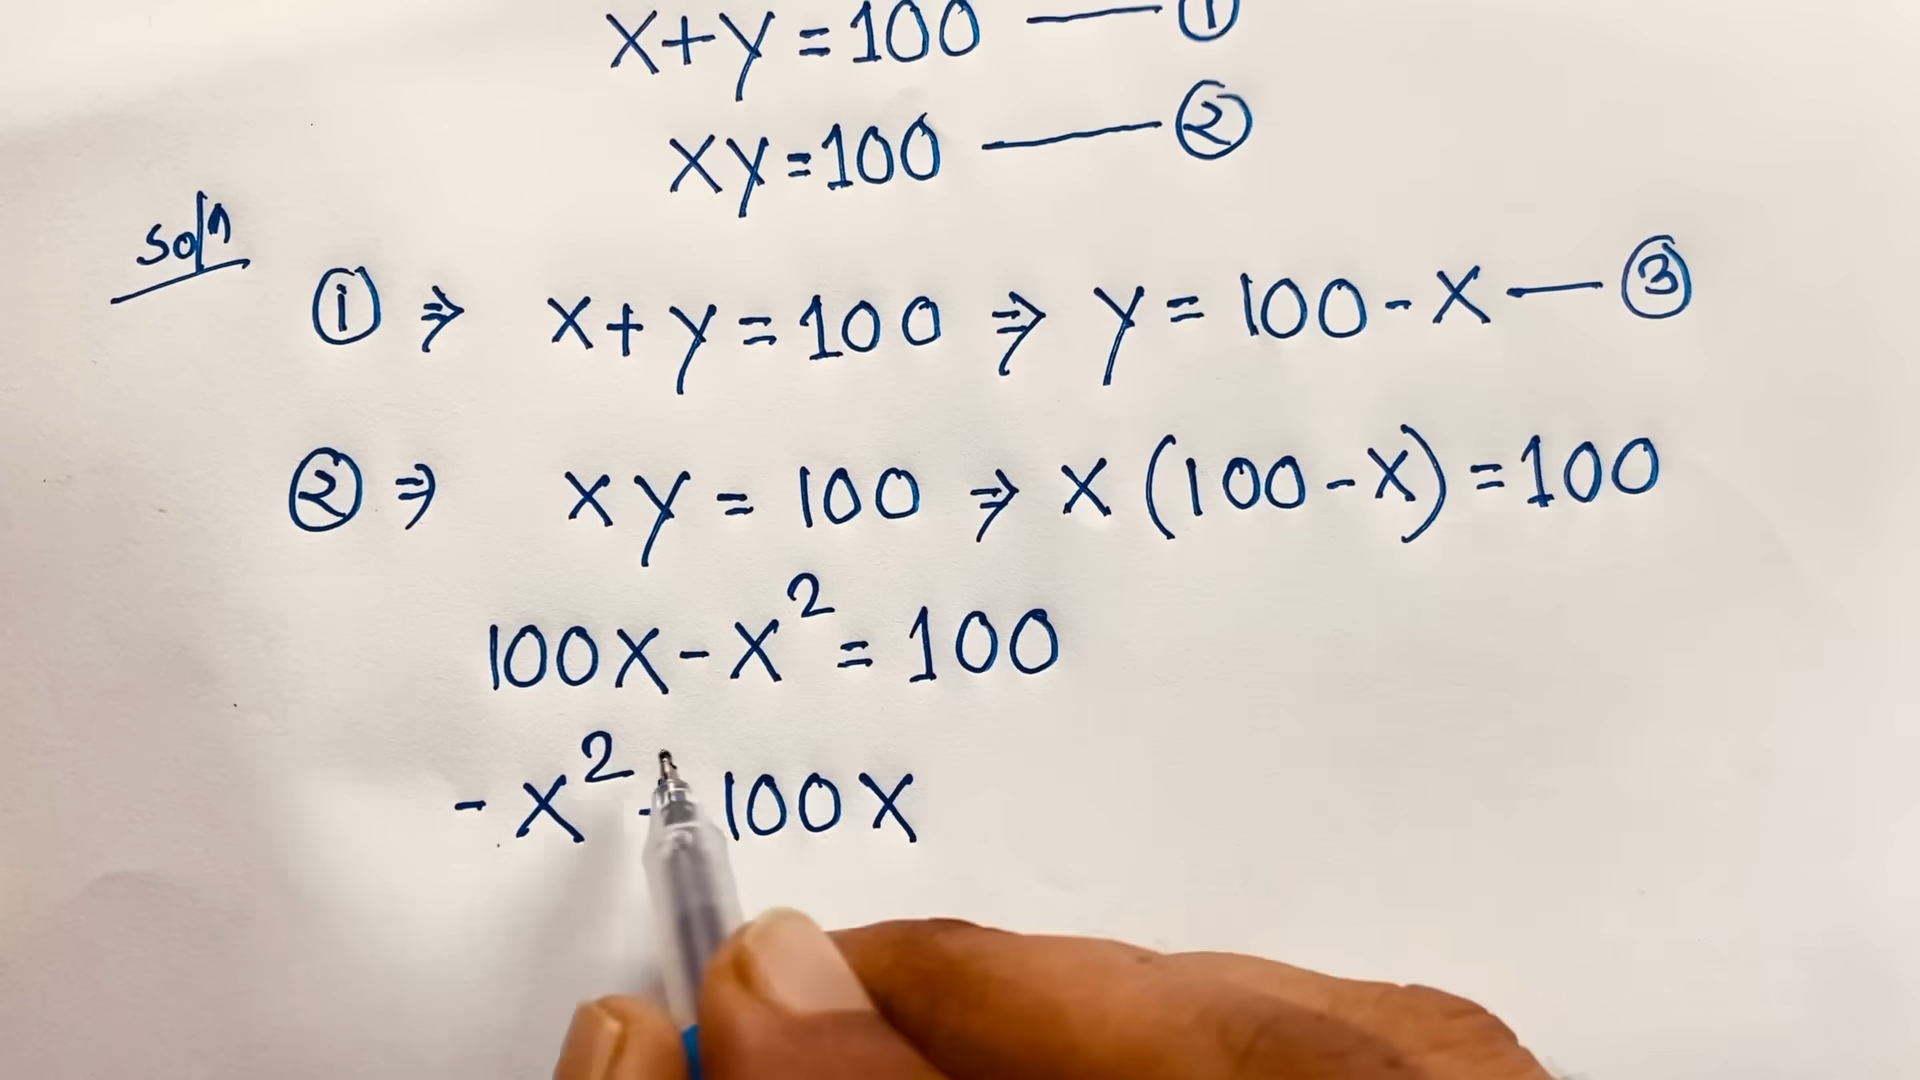 x+y=100 — ①
xy=100 — ②
Soln
① ⇒ x+y=100 ⇒ y=100-x — ③
② ⇒ xy=100 ⇒ x(100-x)=100
100x-x²=100
-x² 100x